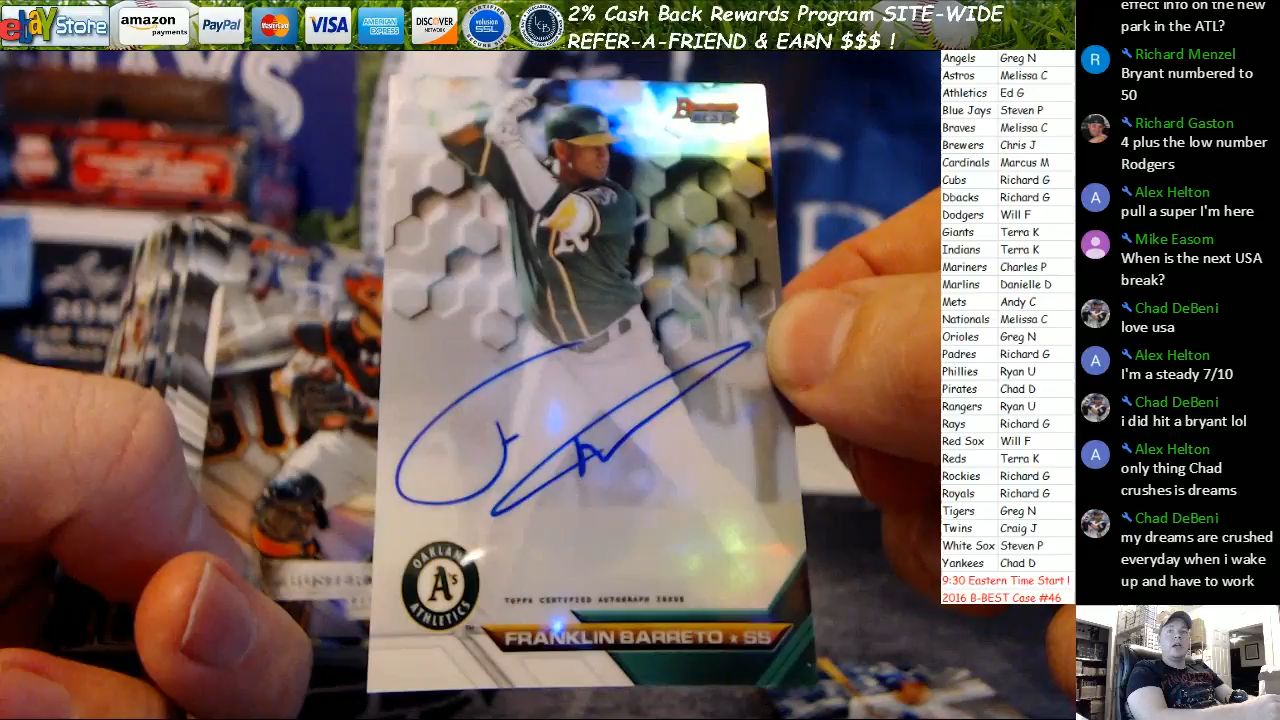 ebay Store
amazon payments
PayPal
MasterCard
VISA
AMERICAN EXPRESS
DISCOVER NETWORK
volusion SSL
2% Cash Back Rewards Program SITE-WIDE
REFER-A-FRIEND & EARN $$$ !
Angels Greg N
Astros Melissa C
Athletics Ed G
Blue Jays Steven P
Braves Melissa C
Brewers Chris J
Cardinals Marcus M
Cubs Richard G
Dbacks Richard G
Dodgers Will F
Giants Terra K
Indians Terra K
Mariners Charles P
Marlins Danielle D
Mets Andy C
Nationals Melissa C
Orioles Greg N
Padres Richard G
Phillies Ryan U
Pirates Chad D
Rangers Ryan U
Rays Richard G
Red Sox Will F
Reds Terra K
Rockies Richard G
Royals Richard G
Tigers Greg N
Twins Craig J
White Sox Steven P
Yankees Chad D
9:30 Eastern Time Start !
2016 B-BEST Case #46
park in the ATL?
R Richard Menzel
Bryant numbered to
50
Richard Gaston
4 plus the low number
Rodgers
A Alex Helton
pull a super I'm here
Mike Easom
When is the next USA
break?
Chad DeBeni
love usa
A Alex Helton
I'm a steady 7/10
Chad DeBeni
i did hit a bryant lol
A Alex Helton
only thing Chad
crushes is dreams
Chad DeBeni
my dreams are crushed
everyday when i wake
up and have to work
OAKLAND A's ATHLETICS
TOPPS CERTIFIED AUTOGRAPH ISSUE
FRANKLIN BARRETO ★ SS